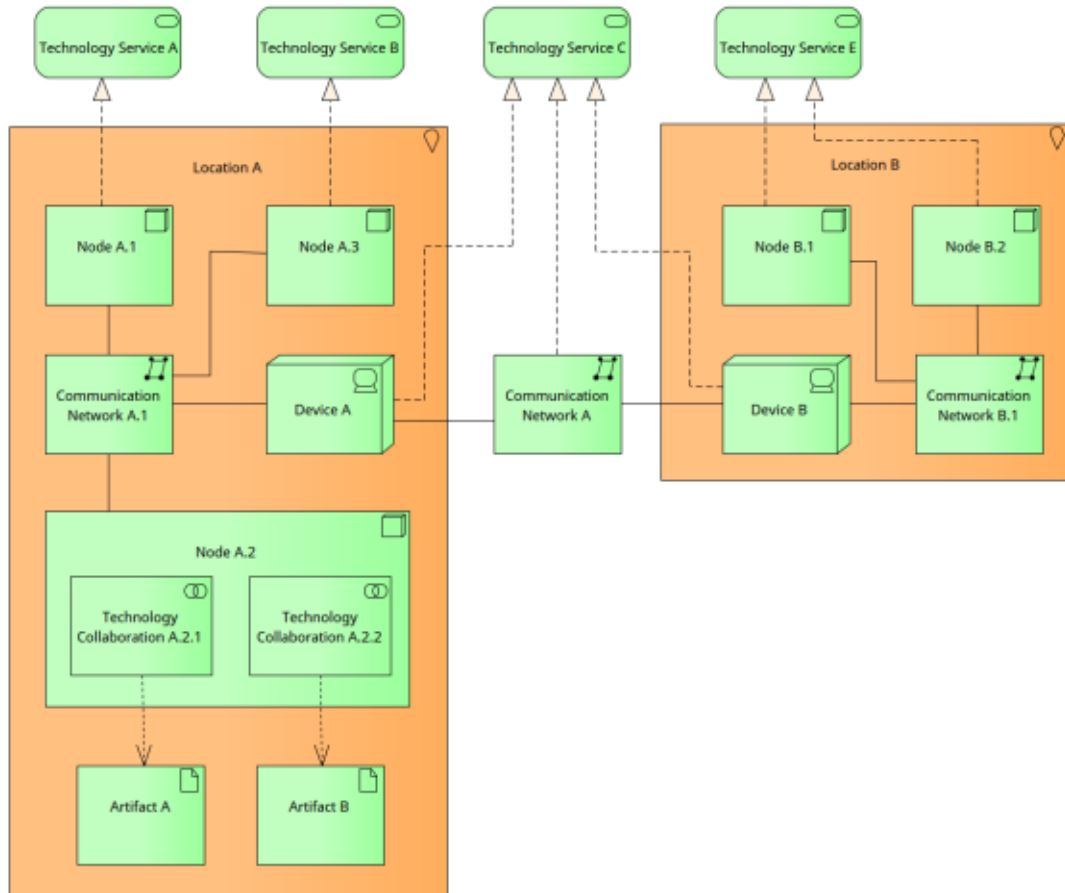 Technology Service A
Technology Service B
Technology Service C
Technology Service E
Location A
Location B
Node A.1
Node A.3
Node B.1
Node B.2
Communication
Network A.1
Device A
Communication
Network A
Device B
Communication
Network B.1
Node A.2
Technology
Collaboration A.2.1
Technology
Collaboration A.2.2
Artifact A
Artifact B